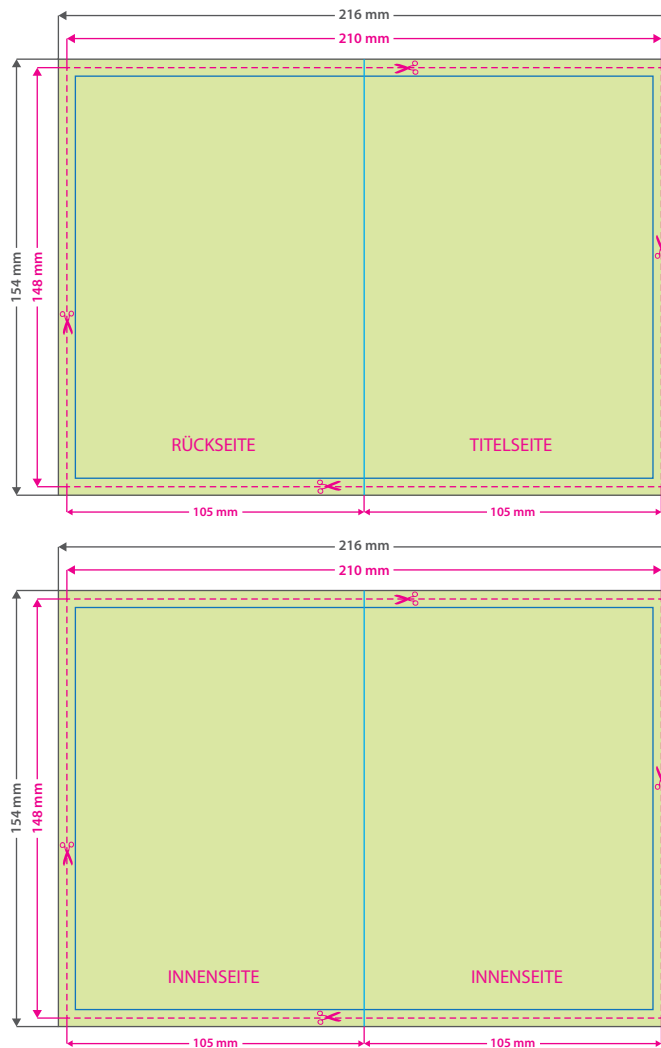 216 mm
210 mm
154 mm
148 mm
RÜCKSEITE
TITELSEITE
105 mm
105 mm
216 mm
210 mm
154 mm
148 mm
INNENSEITE
INNENSEITE
105 mm
105 mm